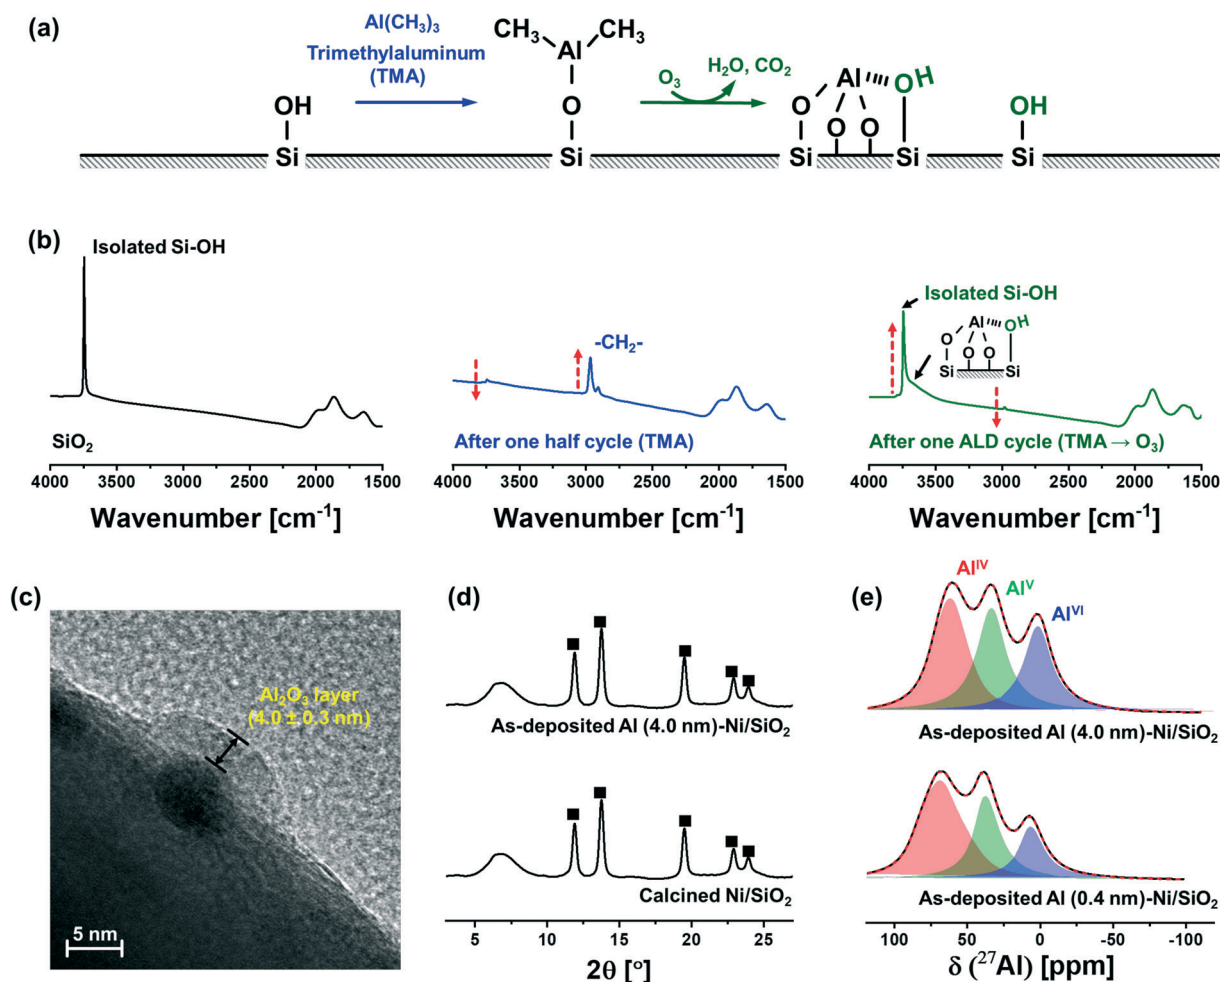 (a)
Al(CH₃)₃
Trimethylaluminum
(TMA)
CH₃ CH₃
Al
O₃ H₂O, CO₂
Al OH
OH O O O O OH
Si Si Si Si Si
(b)
Isolated Si-OH
SiO₂
4000 3500 3000 2500 2000 1500
Wavenumber [cm⁻¹]
-CH₂-
After one half cycle (TMA)
4000 3500 3000 2500 2000 1500
Wavenumber [cm⁻¹]
Isolated Si-OH
Al OH
O O O
Si Si
After one ALD cycle (TMA → O₃)
4000 3500 3000 2500 2000 1500
Wavenumber [cm⁻¹]
(c)
Al₂O₃ layer
(4.0 ± 0.3 nm)
5 nm
(d)
As-deposited Al (4.0 nm)-Ni/SiO₂
Calcined Ni/SiO₂
5 10 15 20 25
2θ [°]
(e)
Al^IV
Al^V
Al^VI
As-deposited Al (4.0 nm)-Ni/SiO₂
As-deposited Al (0.4 nm)-Ni/SiO₂
100 50 0 -50 -100
δ (²⁷Al) [ppm]